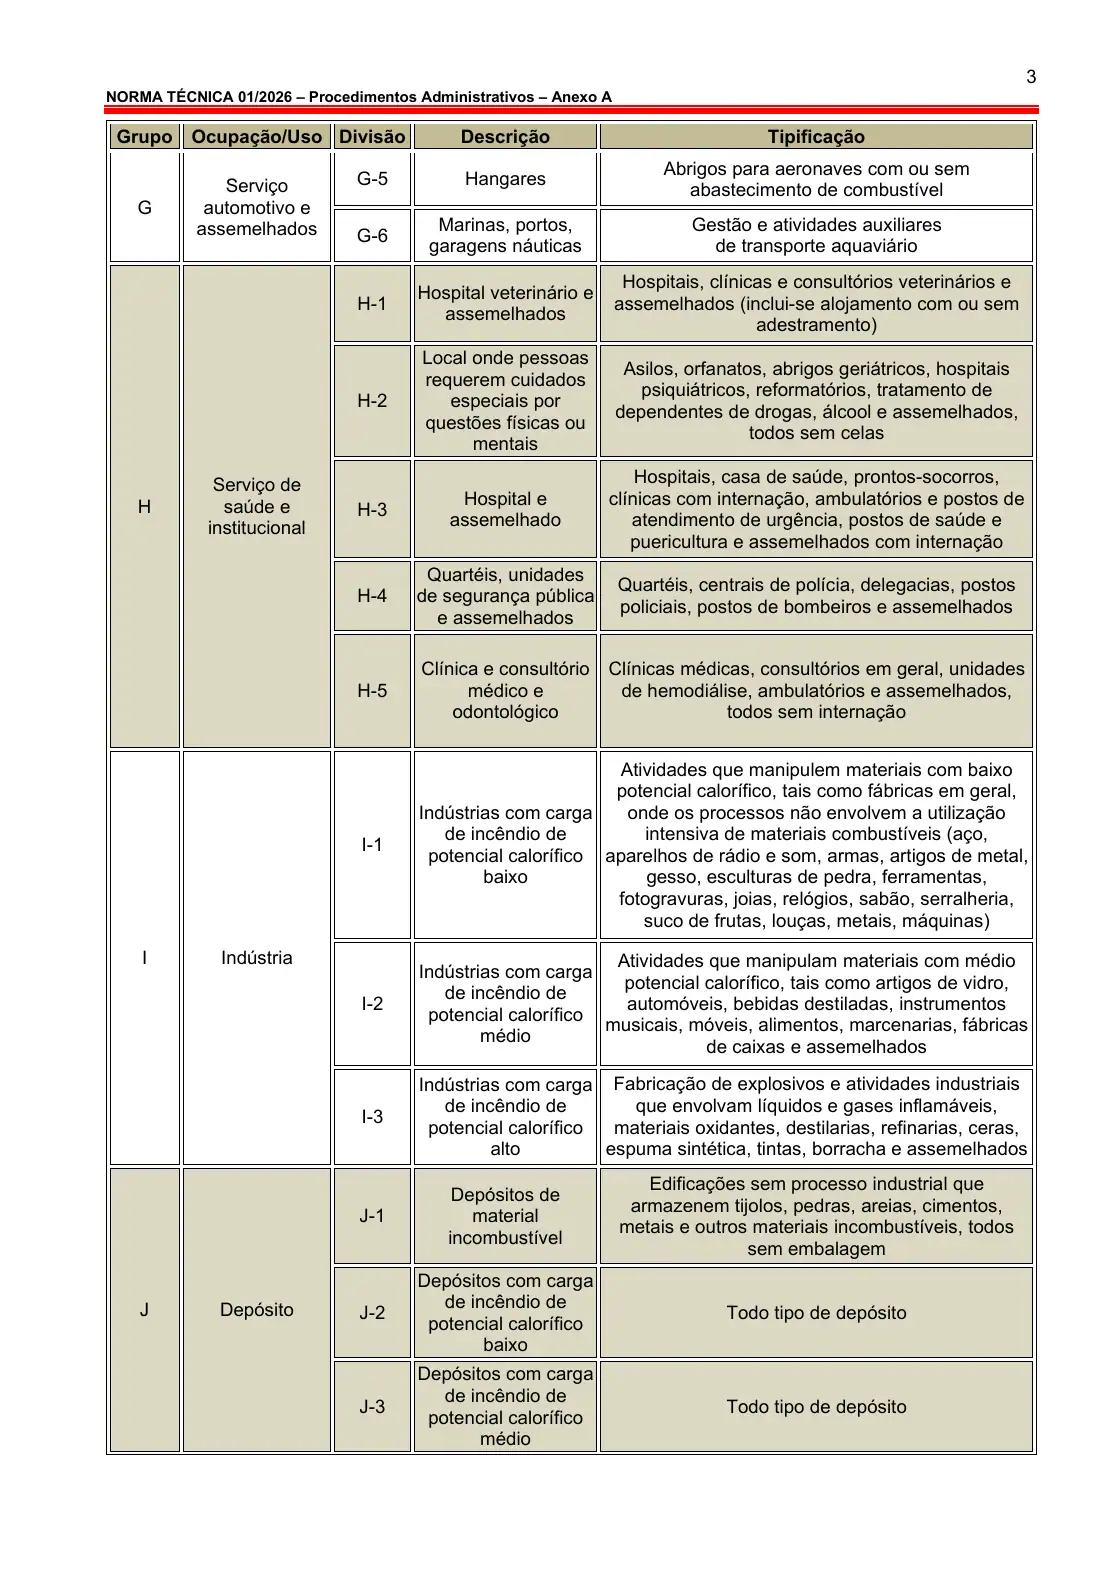 3
NORMA TÉCNICA 01/2026 – Procedimentos Administrativos – Anexo A
Grupo Ocupação/Uso Divisão Descrição Tipificação
G
Serviço
automotivo e
assemelhados
G-5
Hangares
Abrigos para aeronaves com ou sem
abastecimento de combustível
G-6
Marinas, portos,
garagens náuticas
Gestão e atividades auxiliares
de transporte aquaviário
H
Serviço de
saúde e
institucional
H-1
Hospital veterinário e
assemelhados
Hospitais, clínicas e consultórios veterinários e
assemelhados (inclui-se alojamento com ou sem
adestramento)
H-2
Local onde pessoas
requerem cuidados
especiais por
questões físicas ou
mentais
Asilos, orfanatos, abrigos geriátricos, hospitais
psiquiátricos, reformatórios, tratamento de
dependentes de drogas, álcool e assemelhados,
todos sem celas
H-3
Hospital e
assemelhado
Hospitais, casa de saúde, prontos-socorros,
clínicas com internação, ambulatórios e postos de
atendimento de urgência, postos de saúde e
puericultura e assemelhados com internação
H-4
Quartéis, unidades
de segurança pública
e assemelhados
Quartéis, centrais de polícia, delegacias, postos
policiais, postos de bombeiros e assemelhados
H-5
Clínica e consultório
médico e
odontológico
Clínicas médicas, consultórios em geral, unidades
de hemodiálise, ambulatórios e assemelhados,
todos sem internação
I
Indústria
I-1
Indústrias com carga
de incêndio de
potencial calorífico
baixo
Atividades que manipulem materiais com baixo
potencial calorífico, tais como fábricas em geral,
onde os processos não envolvem a utilização
intensiva de materiais combustíveis (aço,
aparelhos de rádio e som, armas, artigos de metal,
gesso, esculturas de pedra, ferramentas,
fotogravuras, joias, relógios, sabão, serralheria,
suco de frutas, louças, metais, máquinas)
I-2
Indústrias com carga
de incêndio de
potencial calorífico
médio
Atividades que manipulam materiais com médio
potencial calorífico, tais como artigos de vidro,
automóveis, bebidas destiladas, instrumentos
musicais, móveis, alimentos, marcenarias, fábricas
de caixas e assemelhados
I-3
Indústrias com carga
de incêndio de
potencial calorífico
alto
Fabricação de explosivos e atividades industriais
que envolvam líquidos e gases inflamáveis,
materiais oxidantes, destilarias, refinarias, ceras,
espuma sintética, tintas, borracha e assemelhados
J
Depósito
J-1
Depósitos de
material
incombustível
Edificações sem processo industrial que
armazenem tijolos, pedras, areias, cimentos,
metais e outros materiais incombustíveis, todos
sem embalagem
J-2
Depósitos com carga
de incêndio de
potencial calorífico
baixo
Todo tipo de depósito
J-3
Depósitos com carga
de incêndio de
potencial calorífico
médio
Todo tipo de depósito